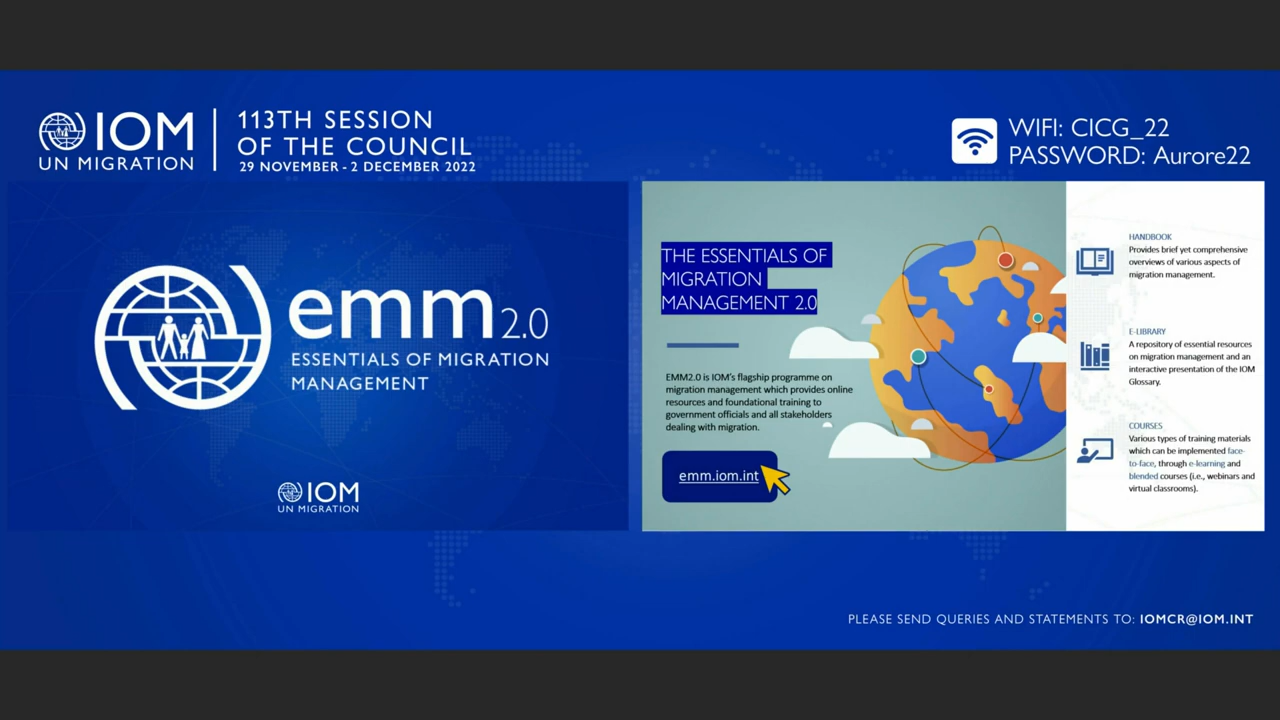 IOM
UN MIGRATION
113TH SESSION
OF THE COUNCIL
29 NOVEMBER - 2 DECEMBER 2022
WIFI: CICG_22
PASSWORD: Aurore22
emm2.0
ESSENTIALS OF MIGRATION
MANAGEMENT
IOM
UN MIGRATION
THE ESSENTIALS OF
MIGRATION
MANAGEMENT 2.0
EMM2.0 is IOM's flagship programme on
migration management which provides online
resources and foundational training to
government officials and all stakeholders
dealing with migration.
emm.iom.int
HANDBOOK
Provides brief yet comprehensive
overviews of various aspects of
migration management.
E-LIBRARY
A repository of essential resources
on migration management and an
interactive presentation of the IOM
Glossary.
COURSES
Various types of training materials
which can be implemented face-
to-face, through e-learning and
blended courses (i.e., webinars and
virtual classrooms).
PLEASE SEND QUERIES AND STATEMENTS TO: IOMCR@IOM.INT